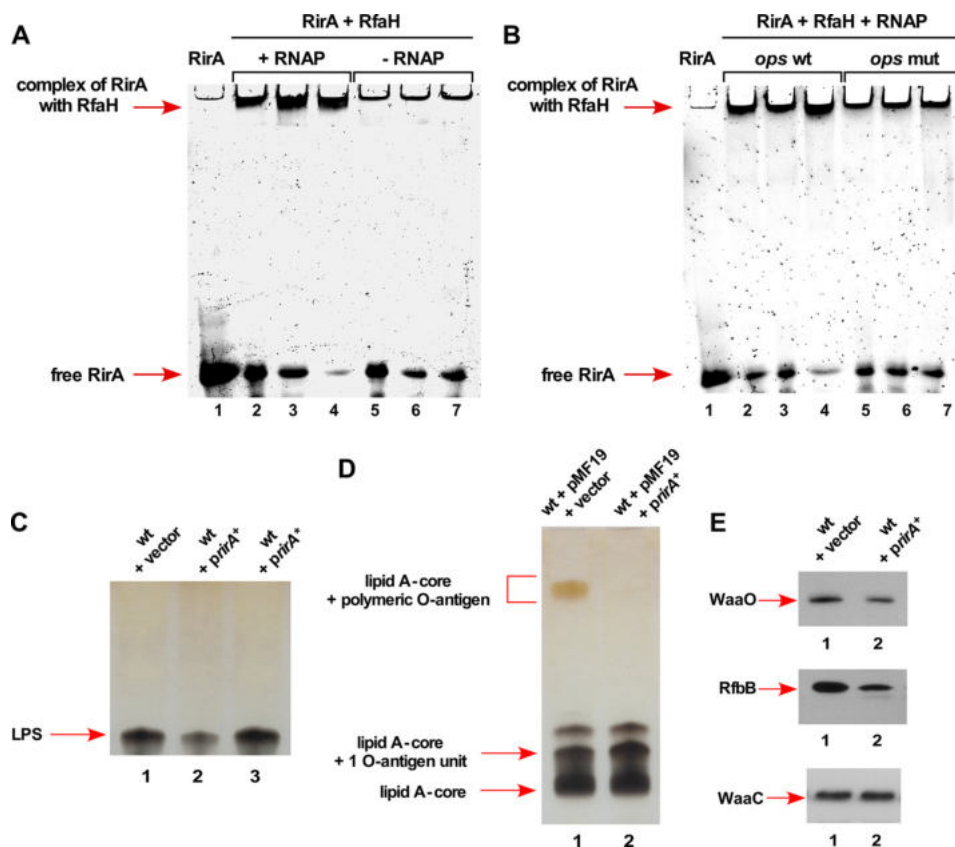 A
RirA + RfaH
RirA
+ RNAP
- RNAP
complex of RirA
with RfaH
free RirA
1 2 3 4 5 6 7
B
RirA + RfaH + RNAP
RirA
ops wt
ops mut
complex of RirA
with RfaH
free RirA
1 2 3 4 5 6 7
C
wt
+ vector
wt
+ prirA⁺
wt
+ prirA*
LPS
1 2 3
D
wt + pMF19
+ vector
wt + pMF19
+ prirA⁺
lipid A-core
+ polymeric O-antigen
lipid A-core
+ 1 O-antigen unit
lipid A-core
1 2
E
wt
+ vector
wt
+ prirA⁺
WaaO
1 2
RfbB
1 2
WaaC
1 2